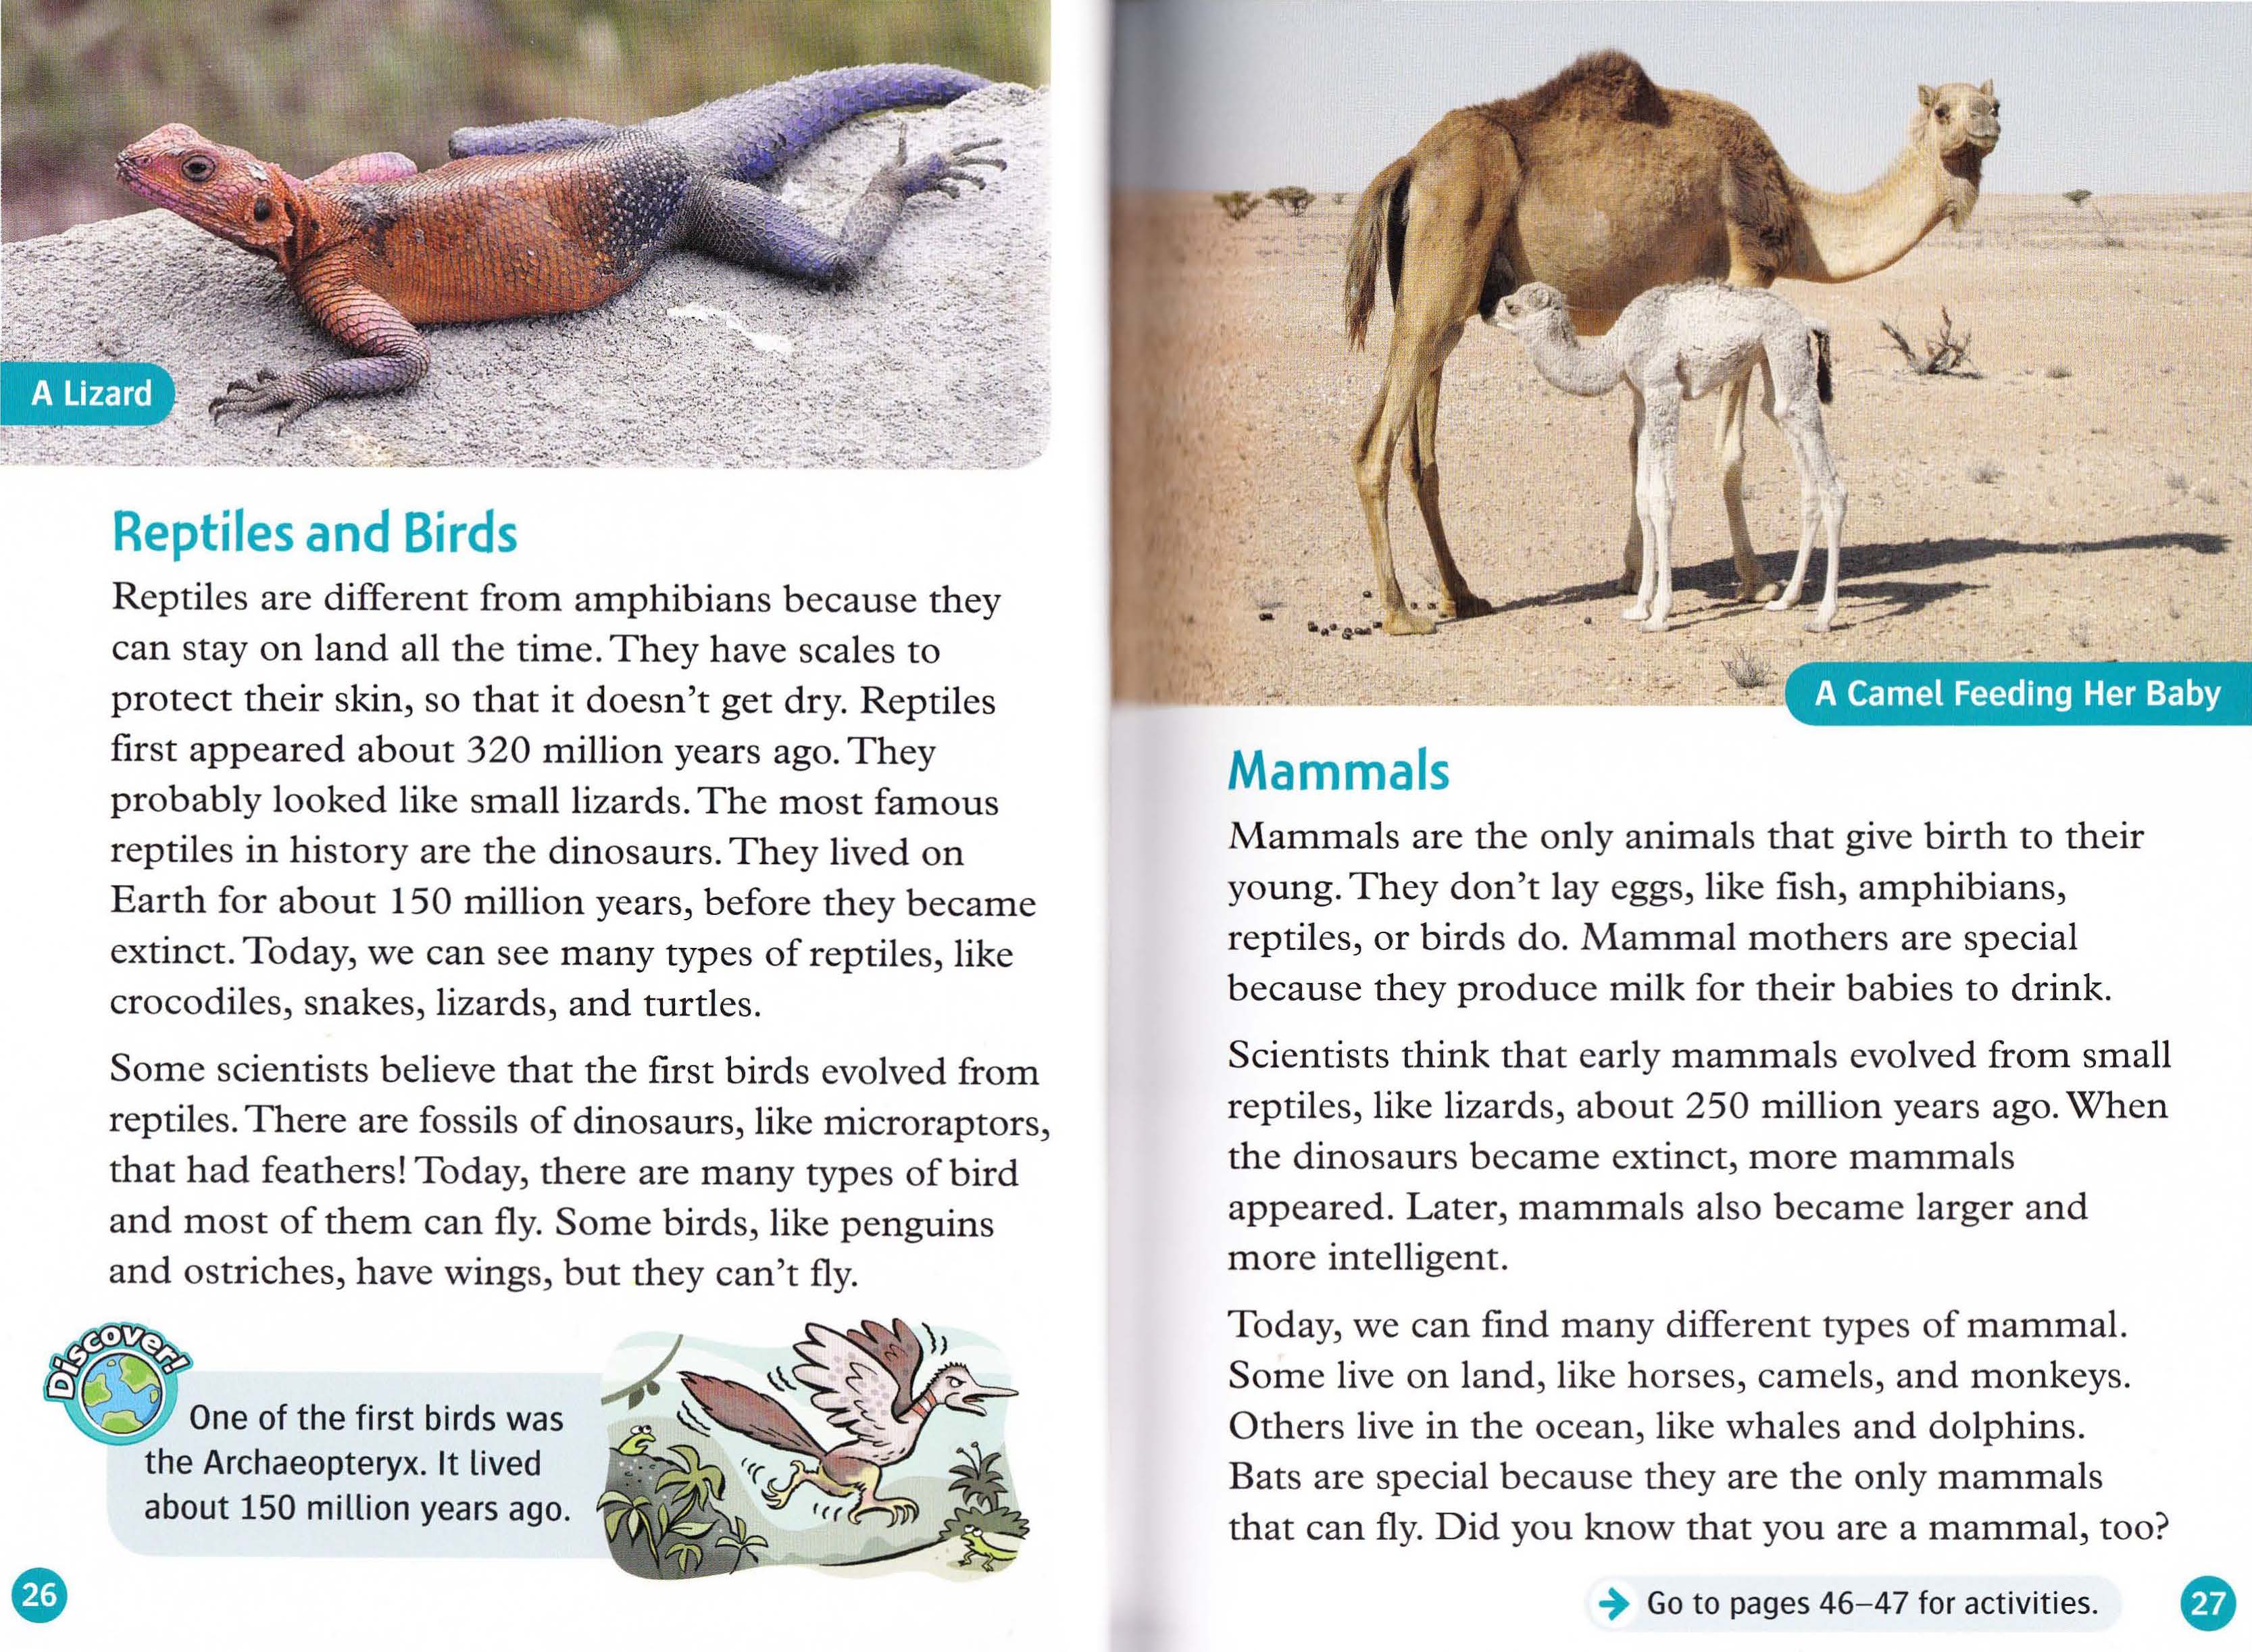 A Lizard
Reptiles and Birds
Reptiles are different from amphibians because they
can stay on land all the time. They have scales to
protect their skin, so that it doesn't get dry. Reptiles
first appeared about 320 million years ago. They
probably looked like small lizards. The most famous
reptiles in history are the dinosaurs. They lived on
Earth for about 150 million years, before they became
extinct. Today, we can see many types of reptiles, like
crocodiles, snakes, lizards, and turtles.
Some scientists believe that the first birds evolved from
reptiles. There are fossils of dinosaurs, like microraptors,
that had feathers! Today, there are many types of bird
and most of them can fly. Some birds, like penguins
and ostriches, have wings, but they can't fly.
Discover!
One of the first birds was
the Archaeopteryx. It lived
about 150 million years ago.
26
A Camel Feeding Her Baby
Mammals
Mammals are the only animals that give birth to their
young. They don't lay eggs, like fish, amphibians,
reptiles, or birds do. Mammal mothers are special
because they produce milk for their babies to drink.
Scientists think that early mammals evolved from small
reptiles, like lizards, about 250 million years ago. When
the dinosaurs became extinct, more mammals
appeared. Later, mammals also became larger and
more intelligent.
Today, we can find many different types of mammal.
Some live on land, like horses, camels, and monkeys.
Others live in the ocean, like whales and dolphins.
Bats are special because they are the only mammals
that can fly. Did you know that you are a mammal, too?
Go to pages 46–47 for activities.
27